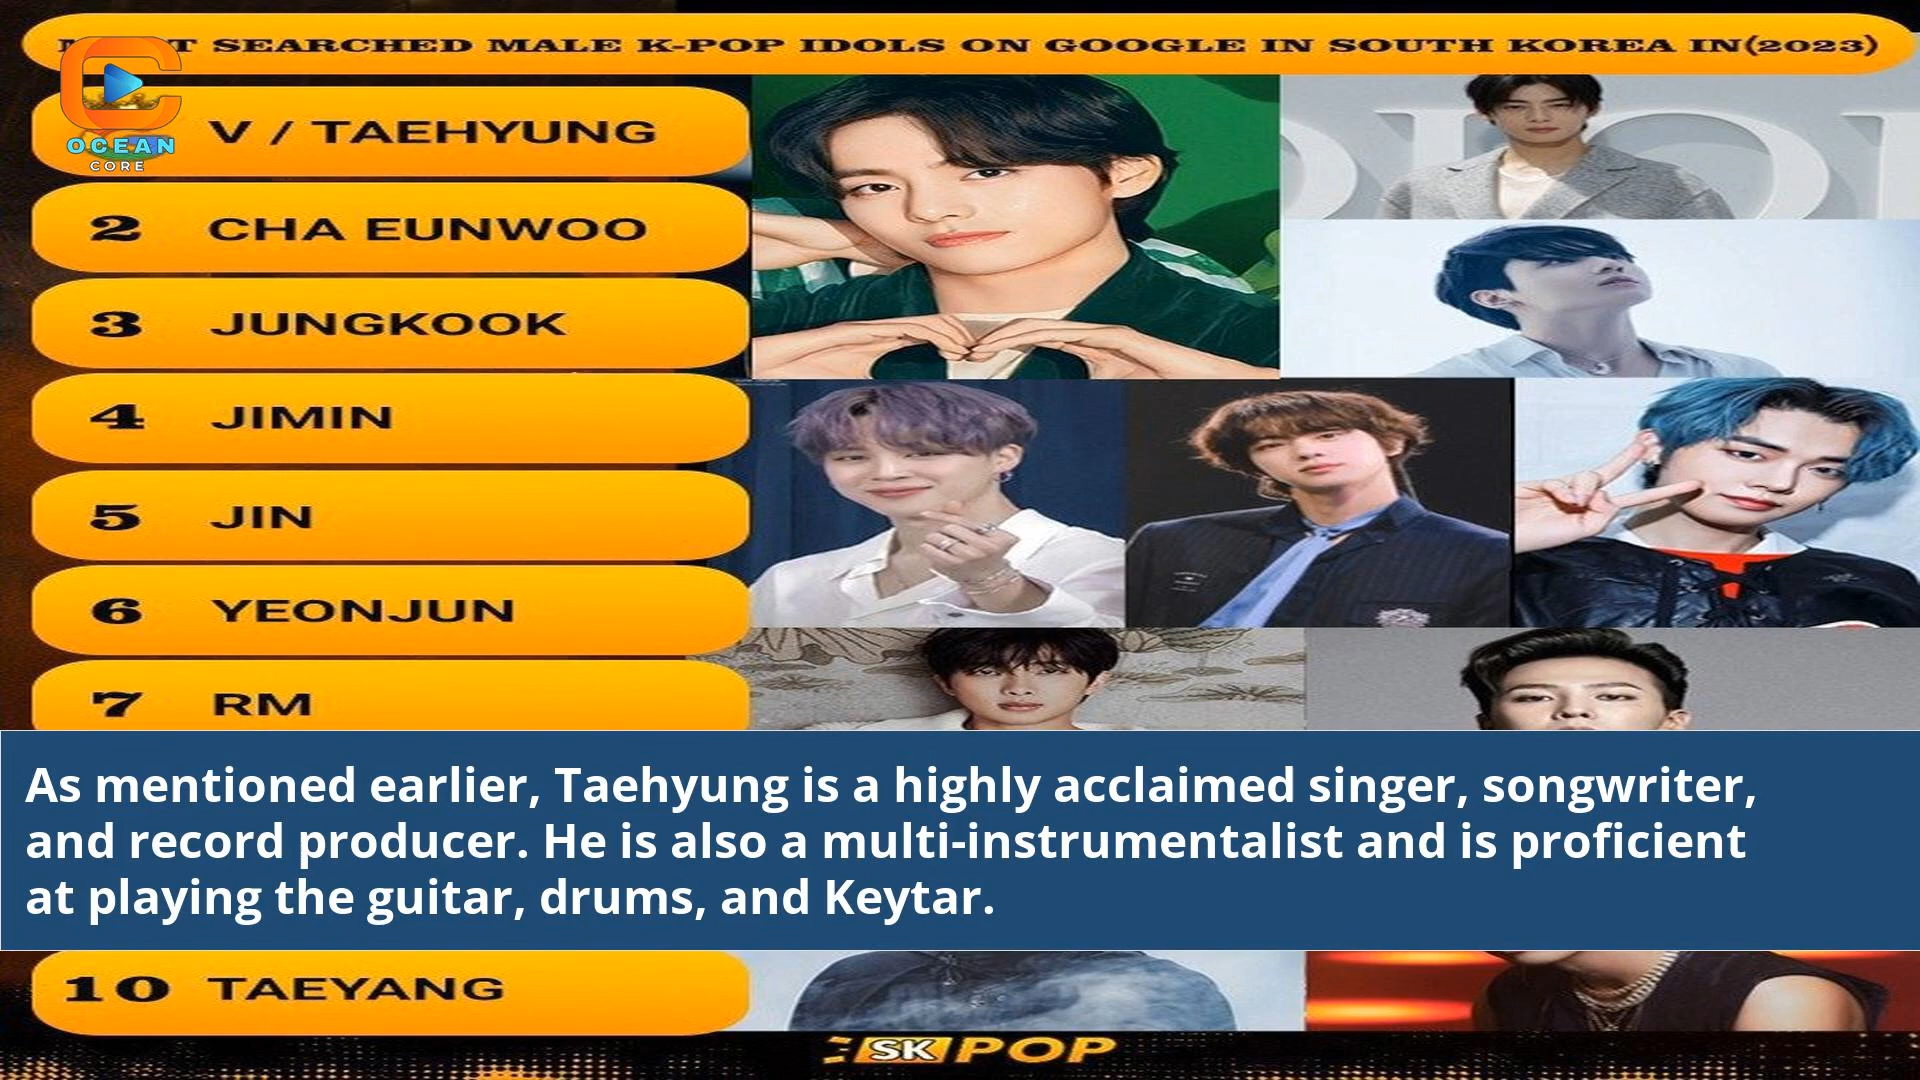 SEARCHED MALE K-POP IDOLS ON GOOGLE IN SOUTH KOREA IN(2023)
OCEAN
CORE
V / TAEHYUNG
2 CHA EUNWOO
3 JUNGKOOK
4 JIMIN
5 JIN
6 YEONJUN
7 RM
As mentioned earlier, Taehyung is a highly acclaimed singer, songwriter,
and record producer. He is also a multi-instrumentalist and is proficient
at playing the guitar, drums, and Keytar.
10 TAEYANG
SK POP